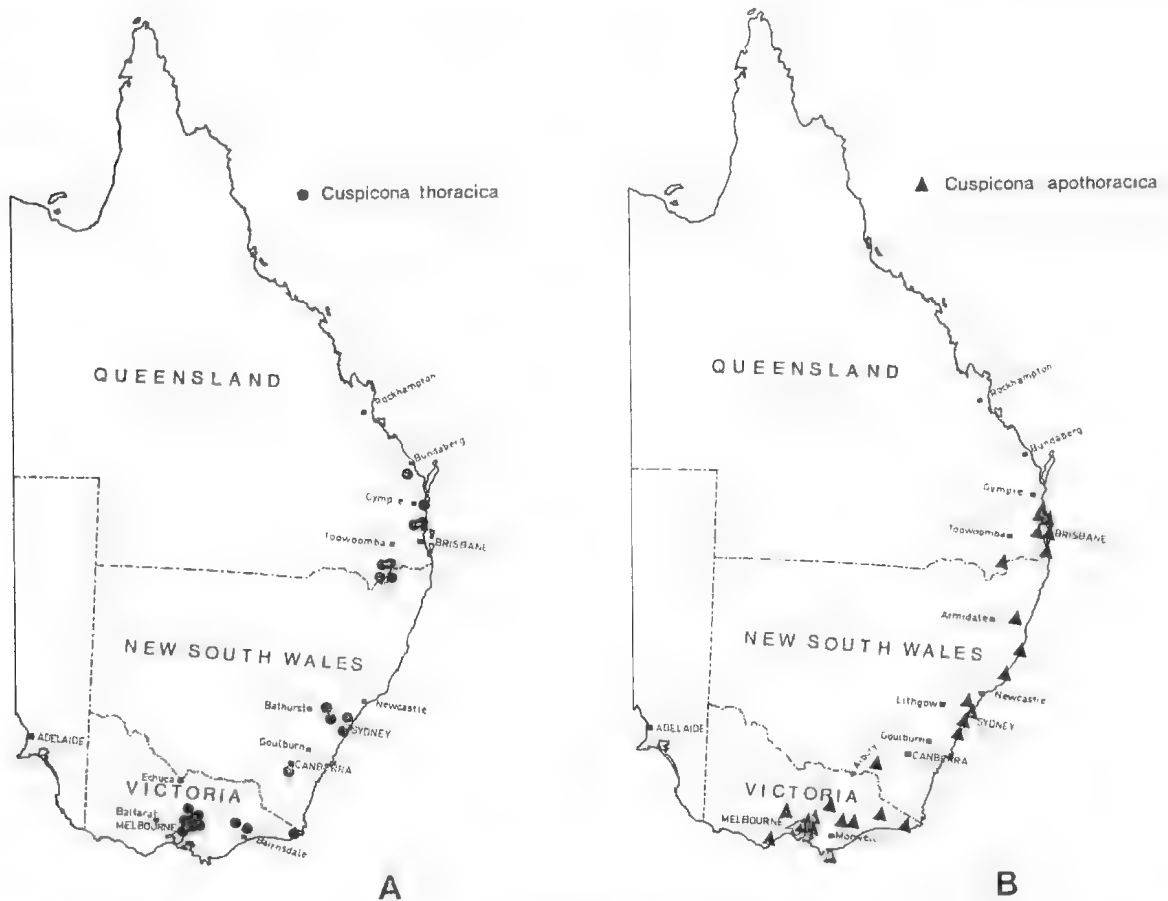 Cuspicona thoracica
QUEENSLAND
Rockhampton
Bundaberg
Gympie
Toowoomba
BRISBANE
NEW SOUTH WALES
Bathurst
Newcastle
SYDNEY
Goulburn
CANBERRA
ADELAIDE
Echuca
VICTORIA
Ballarat
MELBOURNE
Bairnsdale
A
Cuspicona apothoracica
QUEENSLAND
Rockhampton
Bundaberg
Gympie
Toowoomba
BRISBANE
Armidale
NEW SOUTH WALES
Lithgow
Newcastle
SYDNEY
Goulburn
CANBERRA
ADELAIDE
VICTORIA
MELBOURNE
Morwell
B